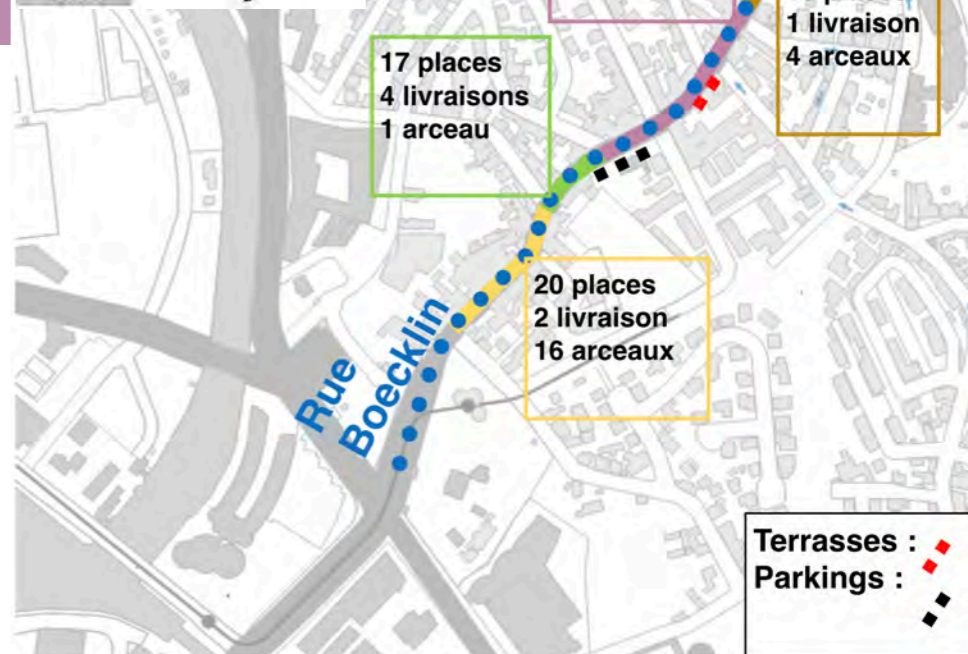 1 livraison
4 arceaux
17 places
4 livraisons
1 arceau
20 places
2 livraison
16 arceaux
Rue
Boecklin
Terrasses :
Parkings :